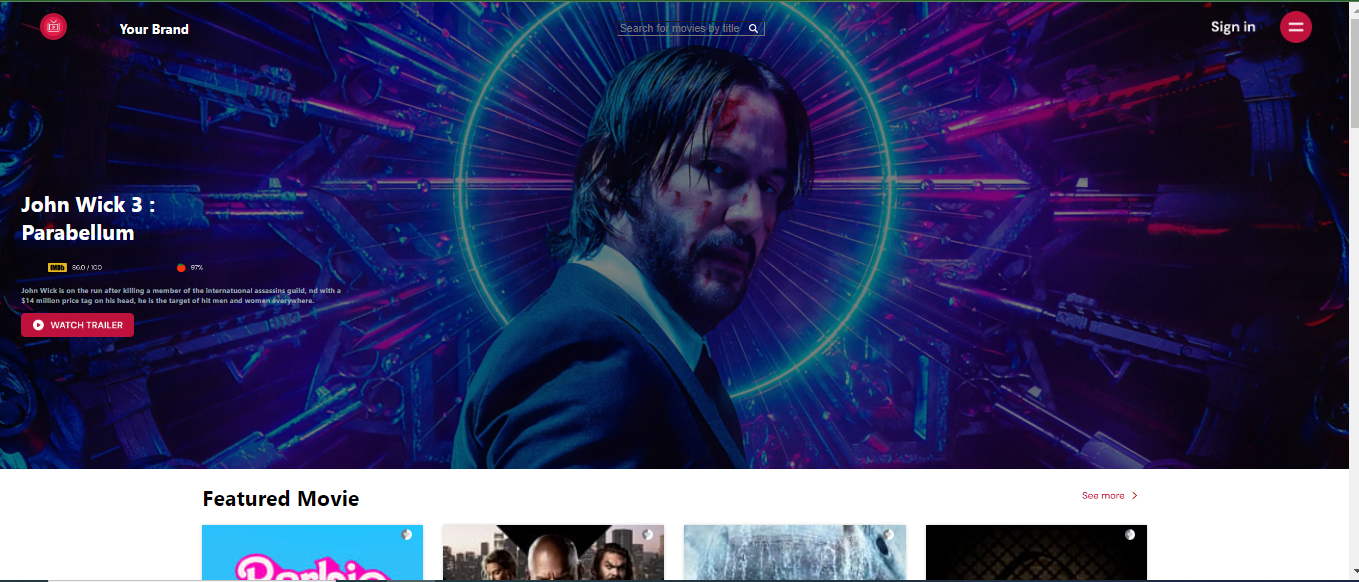 Your Brand
Search for movies by title
Sign in
John Wick 3 :
Parabellum
IMDb 86.0 / 100
97%
John Wick is on the run after killing a member of the internatuonal assassins guild, nd with a
$14 million price tag on his head, he is the target of hit men and women everywhere.
WATCH TRAILER
Featured Movie
See more
Barbie